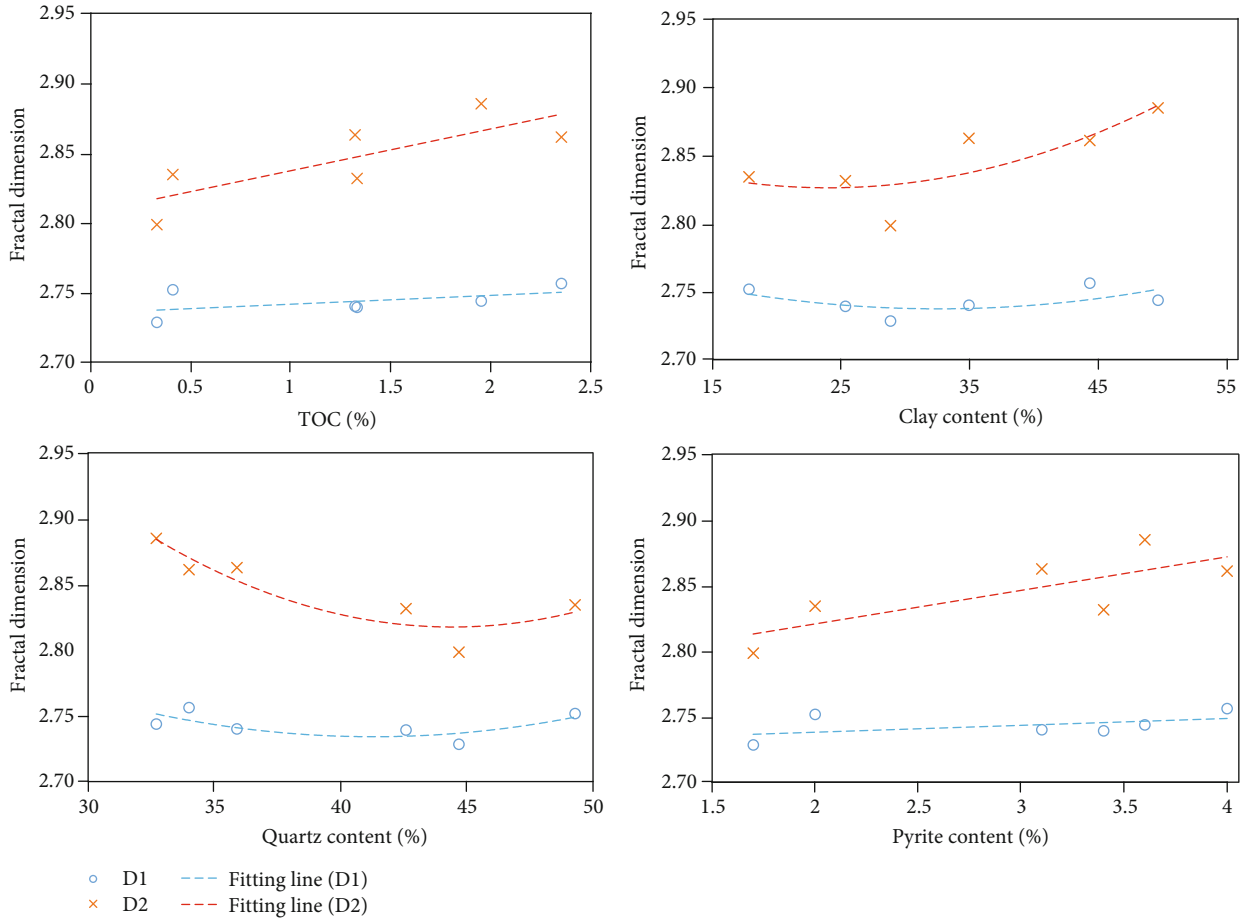 2.95
2.90
2.85
2.80
2.75
2.70
Fractal dimension
0 0.5 1 1.5 2 2.5
TOC (%)
2.95
2.90
2.85
2.80
2.75
2.70
Fractal dimension
15 25 35 45 55
Clay content (%)
2.95
2.90
2.85
2.80
2.75
2.70
Fractal dimension
30 35 40 45 50
Quartz content (%)
2.95
2.90
2.85
2.80
2.75
2.70
Fractal dimension
1.5 2 2.5 3 3.5 4
Pyrite content (%)
D1 Fitting line (D1)
D2 Fitting line (D2)